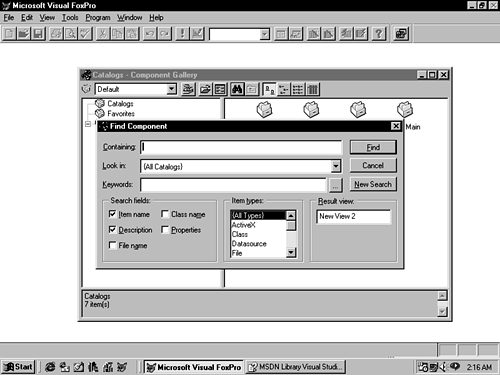 Microsoft Visual FoxPro
File Edit View Tools Program Window Help
Catalogs - Component Gallery
Default
Catalogs
Favorites
Main
Find Component
Containing:
Find
Look in:
{All Catalogs}
Cancel
Keywords:
...
New Search
Search fields:
Item name
Class name
Description
Properties
File name
Item types:
{All Types}
ActiveX
Class
Datasource
File
Result view:
New View 2
Catalogs
7 item(s)
Start
Microsoft Visual FoxPro
MSDN Library Visual Studi...
2:16 AM